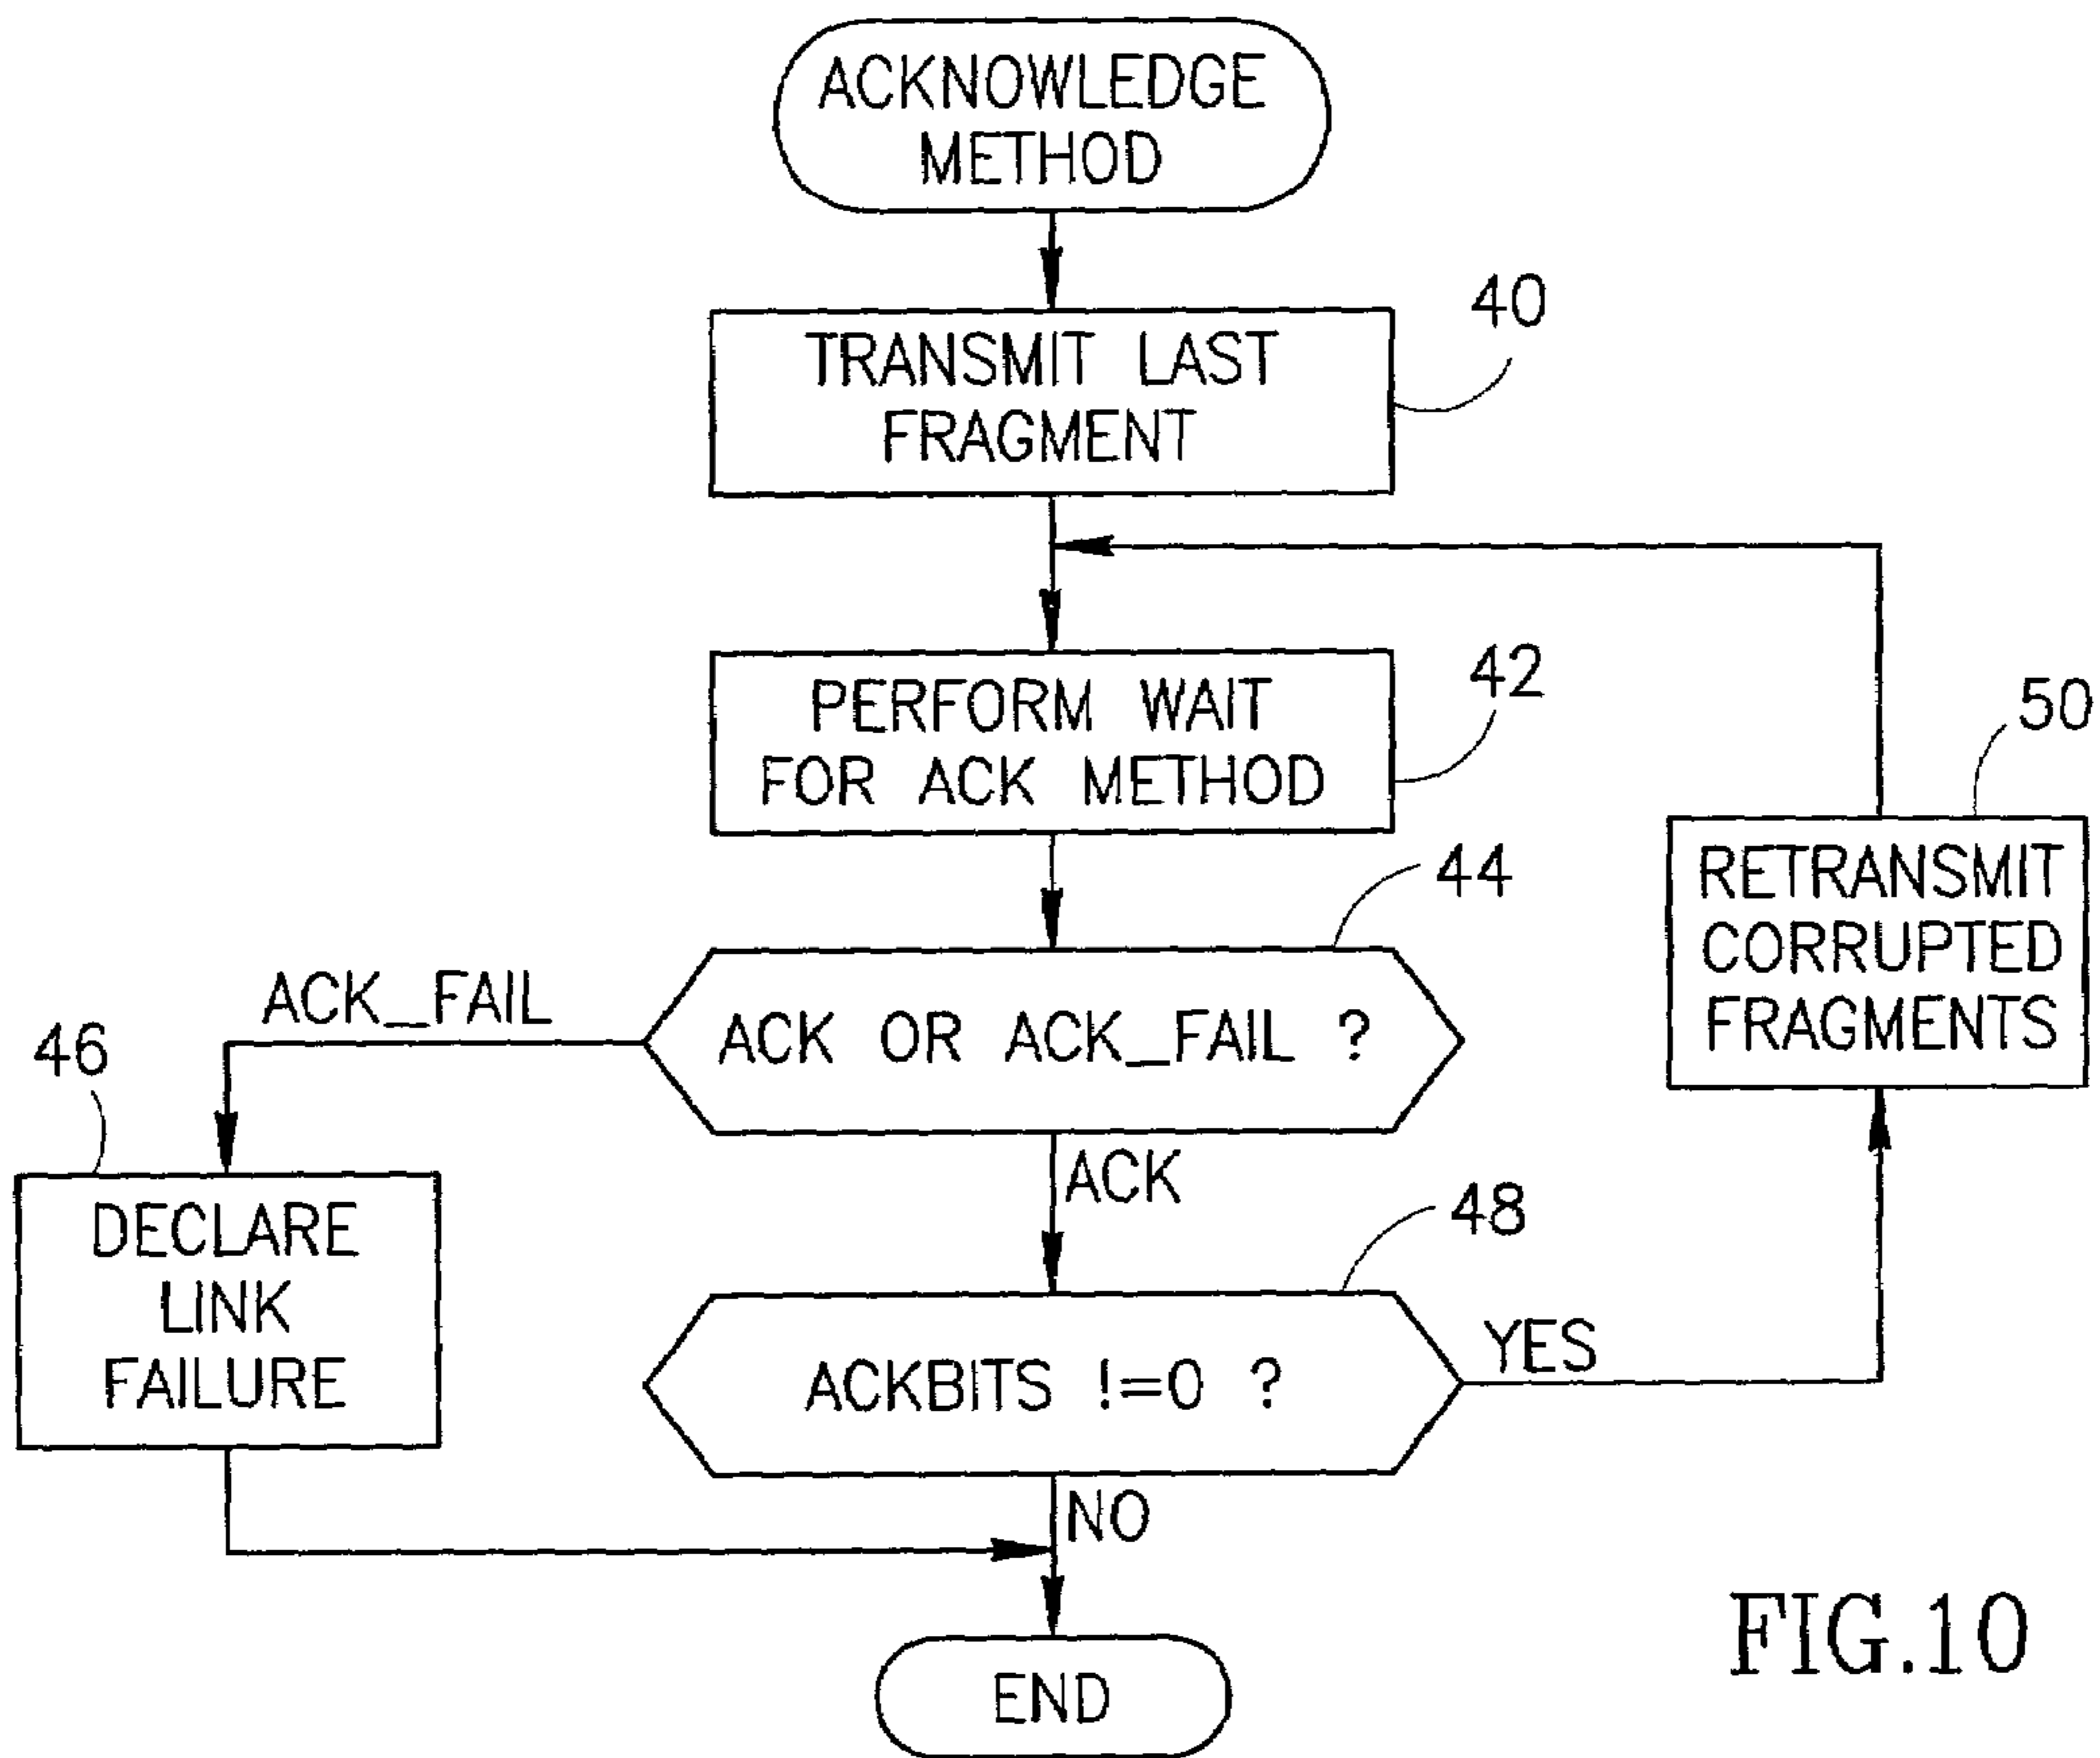 ACKNOWLEDGE
METHOD
40
TRANSMIT LAST
FRAGMENT
42
PERFORM WAIT
FOR ACK METHOD
50
RETRANSMIT
CORRUPTED
FRAGMENTS
44
ACK OR ACK_FAIL ?
ACK_FAIL
46
DECLARE
LINK
FAILURE
ACK
48
ACKBITS !=0 ?
YES
NO
END
FIG.10